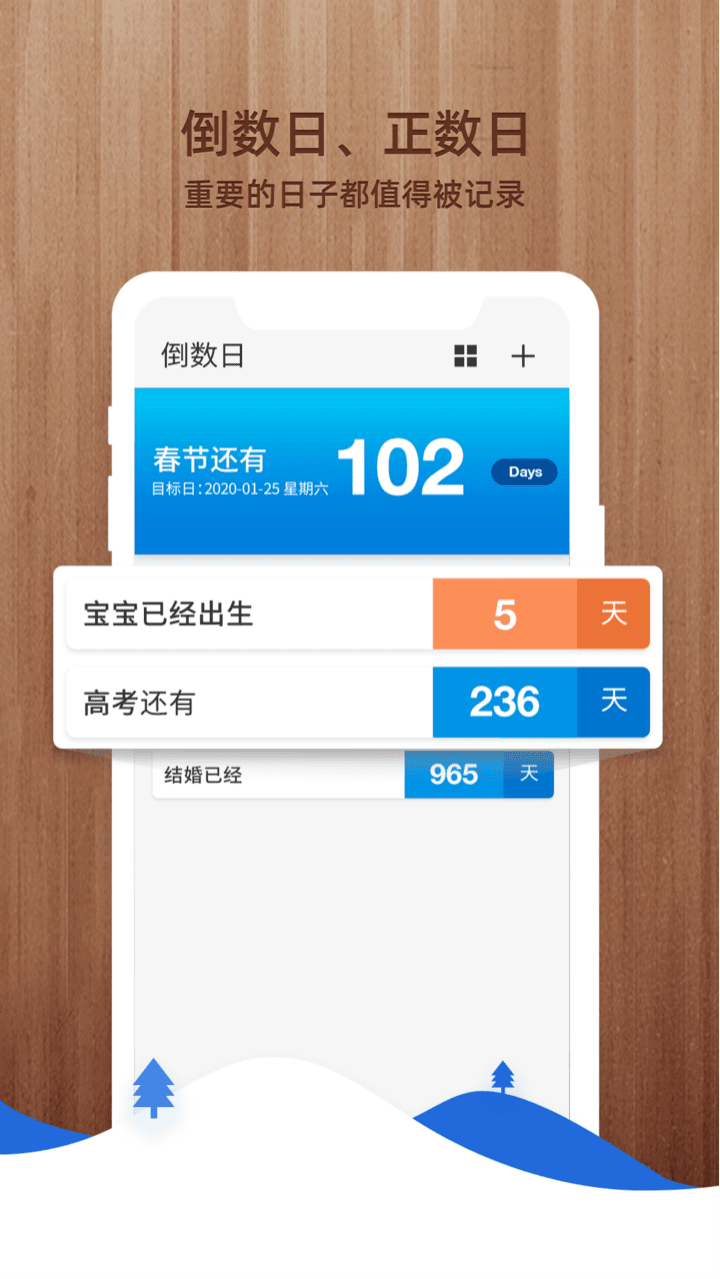 倒数日、正数日
重要的日子都值得被记录
倒数日
春节还有 102 Days
目标日：2020-01-25 星期六
宝宝已经出生 5 天
高考还有 236 天
结婚已经 965 天